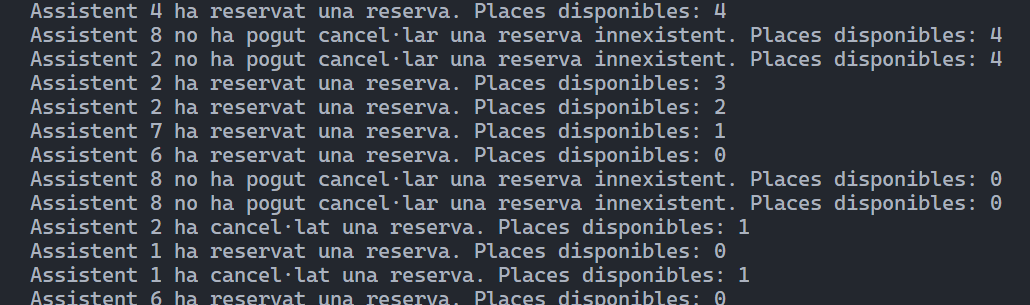 Assistent 4 ha reservat una reserva. Places disponibles: 4
Assistent 8 no ha pogut cancel·lar una reserva innexistent. Places disponibles: 4
Assistent 2 no ha pogut cancel·lar una reserva innexistent. Places disponibles: 4
Assistent 2 ha reservat una reserva. Places disponibles: 3
Assistent 2 ha reservat una reserva. Places disponibles: 2
Assistent 7 ha reservat una reserva. Places disponibles: 1
Assistent 6 ha reservat una reserva. Places disponibles: 0
Assistent 8 no ha pogut cancel·lar una reserva innexistent. Places disponibles: 0
Assistent 8 no ha pogut cancel·lar una reserva innexistent. Places disponibles: 0
Assistent 2 ha cancel·lat una reserva. Places disponibles: 1
Assistent 1 ha reservat una reserva. Places disponibles: 0
Assistent 1 ha cancel·lat una reserva. Places disponibles: 1
Assistent 6 ha reservat una reserva. Places disponibles: 0